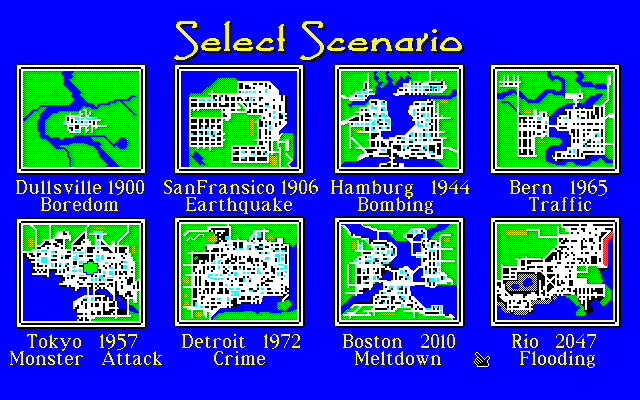 Select Scenario
Dullsville 1900
Boredom
SanFransico 1906
Earthquake
Hamburg 1944
Bombing
Bern 1965
Traffic
Tokyo 1957
Monster Attack
Detroit 1972
Crime
Boston 2010
Meltdown
Rio 2047
Flooding